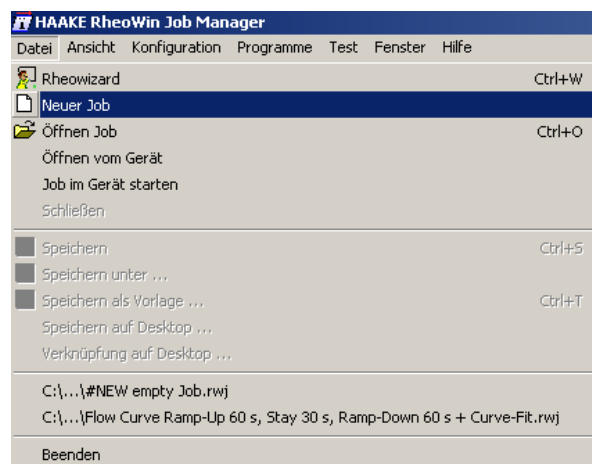 HAAKE RheoWin Job Manager
Datei Ansicht Konfiguration Programme Test Fenster Hilfe
Rheowizard Ctrl+W
Neuer Job
Öffnen Job Ctrl+O
Öffnen vom Gerät
Job im Gerät starten
Schließen
Speichern Ctrl+S
Speichern unter ...
Speichern als Vorlage ... Ctrl+T
Speichern auf Desktop ...
Verknüpfung auf Desktop ...
C:\...\#NEW empty Job.rwj
C:\...\Flow Curve Ramp-Up 60 s, Stay 30 s, Ramp-Down 60 s + Curve-Fit.rwj
Beenden